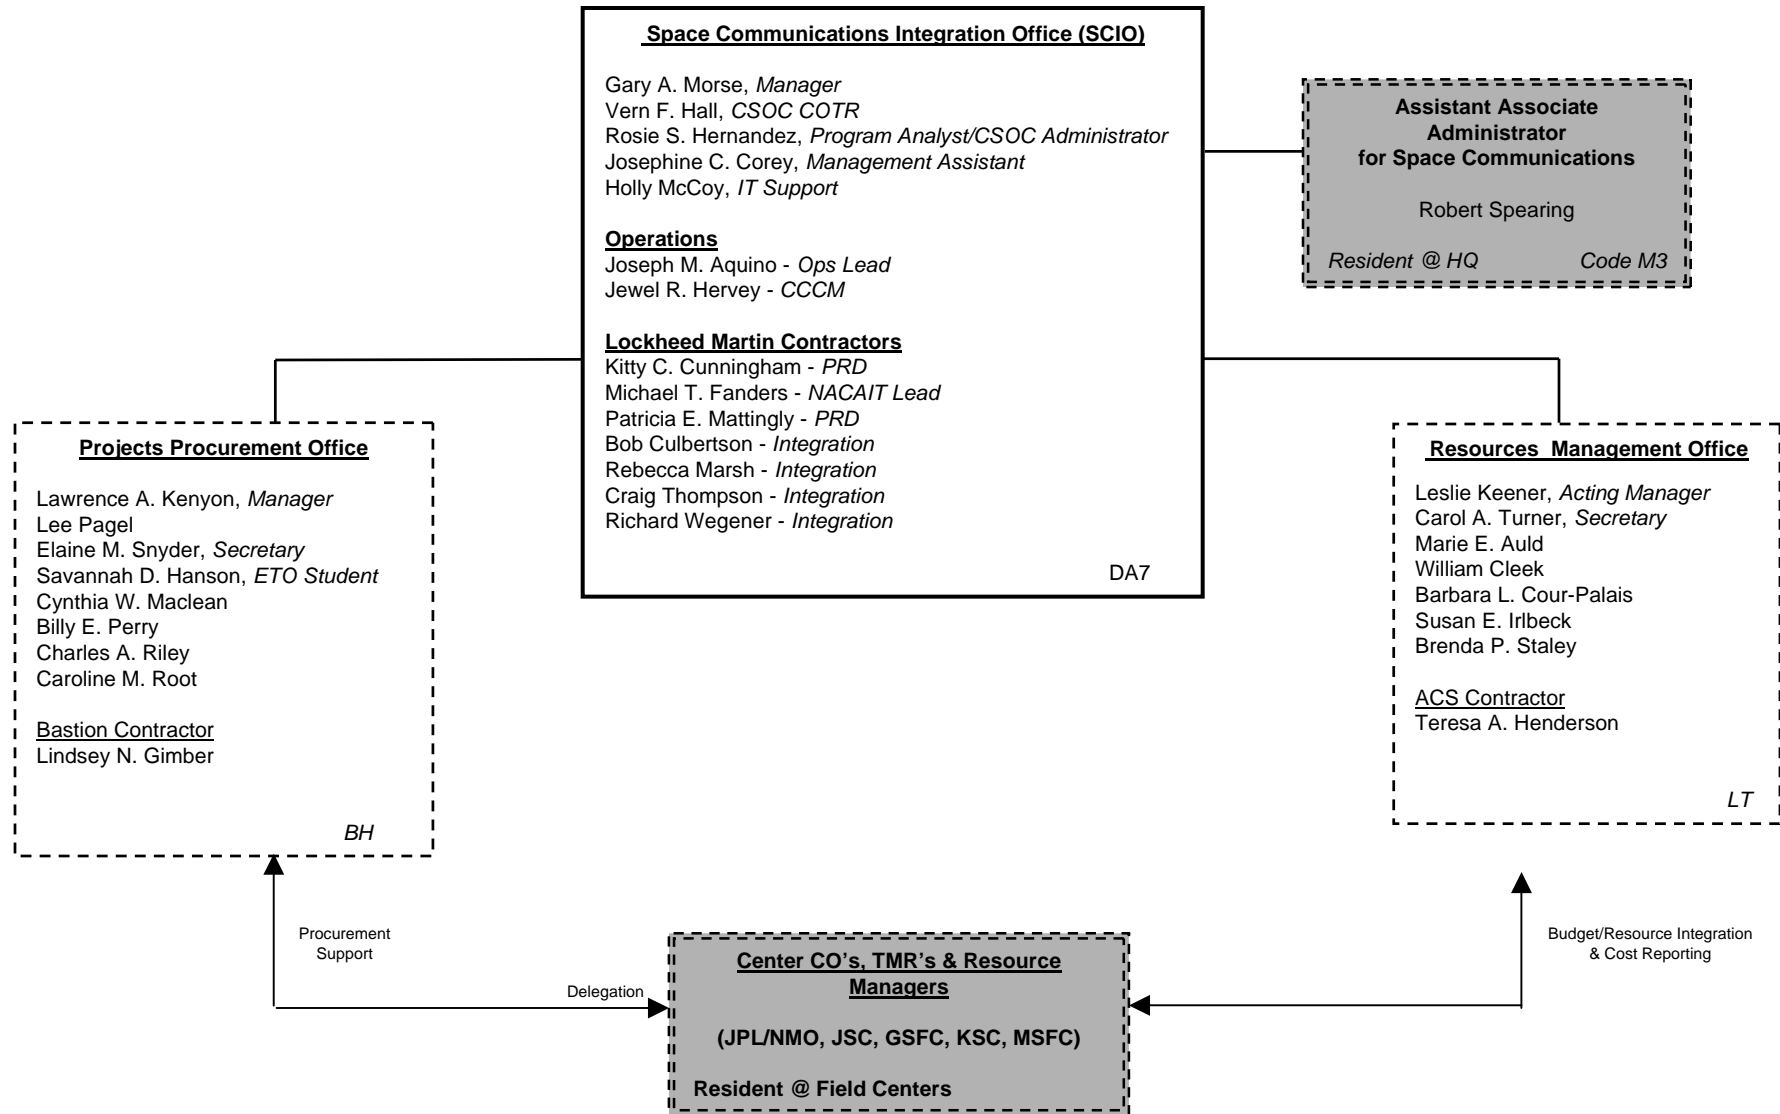 Space Communications Integration Office (SCIO)
Gary A. Morse, Manager
Vern F. Hall, CSOC COTR
Rosie S. Hernandez, Program Analyst/CSOC Administrator
Josephine C. Corey, Management Assistant
Holly McCoy, IT Support
Operations
Joseph M. Aquino - Ops Lead
Jewel R. Hervey - CCCM
Lockheed Martin Contractors
Kitty C. Cunningham - PRD
Michael T. Fanders - NACAIT Lead
Patricia E. Mattingly - PRD
Bob Culbertson - Integration
Rebecca Marsh - Integration
Craig Thompson - Integration
Richard Wegener - Integration
DA7
Assistant Associate
Administrator
for Space Communications
Robert Spearing
Resident @ HQ Code M3
Projects Procurement Office
Lawrence A. Kenyon, Manager
Lee Pagel
Elaine M. Snyder, Secretary
Savannah D. Hanson, ETO Student
Cynthia W. Maclean
Billy E. Perry
Charles A. Riley
Caroline M. Root
Bastion Contractor
Lindsey N. Gimber
BH
Resources Management Office
Leslie Keener, Acting Manager
Carol A. Turner, Secretary
Marie E. Auld
William Cleek
Barbara L. Cour-Palais
Susan E. Irlbeck
Brenda P. Staley
ACS Contractor
Teresa A. Henderson
LT
Procurement
Support
Delegation
Center CO's, TMR's & Resource
Managers
(JPL/NMO, JSC, GSFC, KSC, MSFC)
Resident @ Field Centers
Budget/Resource Integration
& Cost Reporting